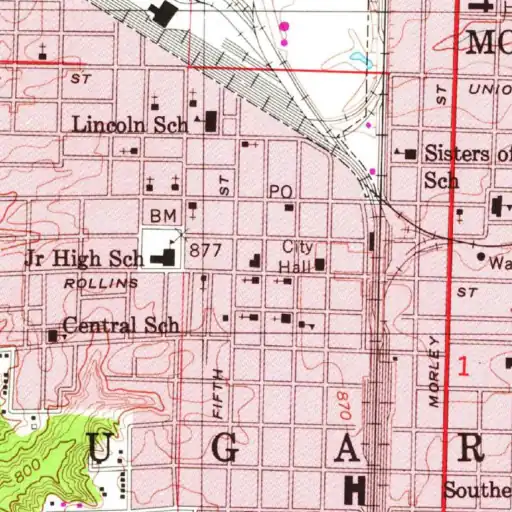 MO
ST
ST
UNIO
Lincoln Sch
Sisters of
Sch
ST
PO
BM
877
City
Hall
Jr High Sch
Wa
ROLLINS
ST
Central Sch
MORLEY
1
FIFTH
870
U G A R
800
Southe